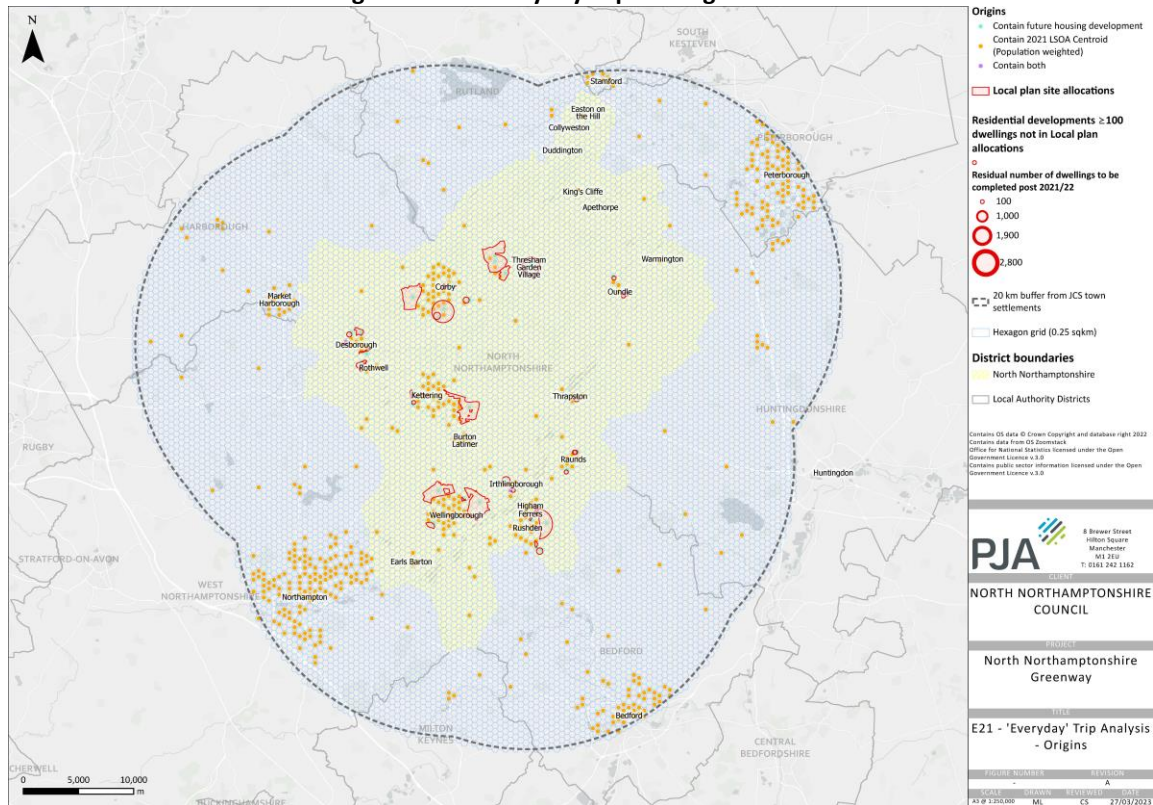 N
SOUTH
KESTEVEN
Stamford
RUTLAND
Easton on
the Hill
Collyweston
PETERBOROUGH
Duddington
Peterborough
King's Cliffe
Apethorpe
HARBOROUGH
Warmington
Thresham
Garden
Village
Corby
Oundle
Market
Harborough
Desborough
NORTH
NORTHAMPTONSHIRE
Rothwell
Kettering
Thrapston
HUNTINGDONSHIRE
Burton
Latimer
RUGBY
Raunds
Huntingdon
Irthlingborough
Higham
Ferrers
Wellingborough
Rushden
STRATFORD-ON-AVON
Earls Barton
WEST
NORTHAMPTONSHIRE
Northampton
BEDFORD
Bedford
MILTON
KEYNES
CENTRAL
BEDFORDSHIRE
CHERWELL
0 5,000 10,000
m
BUCKINGHAMSHIRE
Origins
Contain future housing development
Contain 2021 LSOA Centroid
(Population weighted)
Contain both
Local plan site allocations
Residential developments ≥100
dwellings not in Local plan
allocations
Residual number of dwellings to be
completed post 2021/22
100
1,000
1,900
2,800
20 km buffer from JCS town
settlements
Hexagon grid (0.25 sqkm)
District boundaries
North Northamptonshire
Local Authority Districts
Contains OS data © Crown Copyright and database right 2022
Contains data from OS Zoomstack
Office for National Statistics licensed under the Open
Government Licence v.3.0
Contains public sector information licensed under the Open
Government Licence v.3.0
PJA
8 Brewer Street
Hilton Square
Manchester
M1 2EU
T: 0161 242 1162
CLIENT
NORTH NORTHAMPTONSHIRE
COUNCIL
PROJECT
North Northamptonshire
Greenway
TITLE
E21 - 'Everyday' Trip Analysis
- Origins
FIGURE NUMBER REVISION
- A
SCALE DRAWN REVIEWED DATE
A3 @ 1:250,000 ML CS 27/03/2023